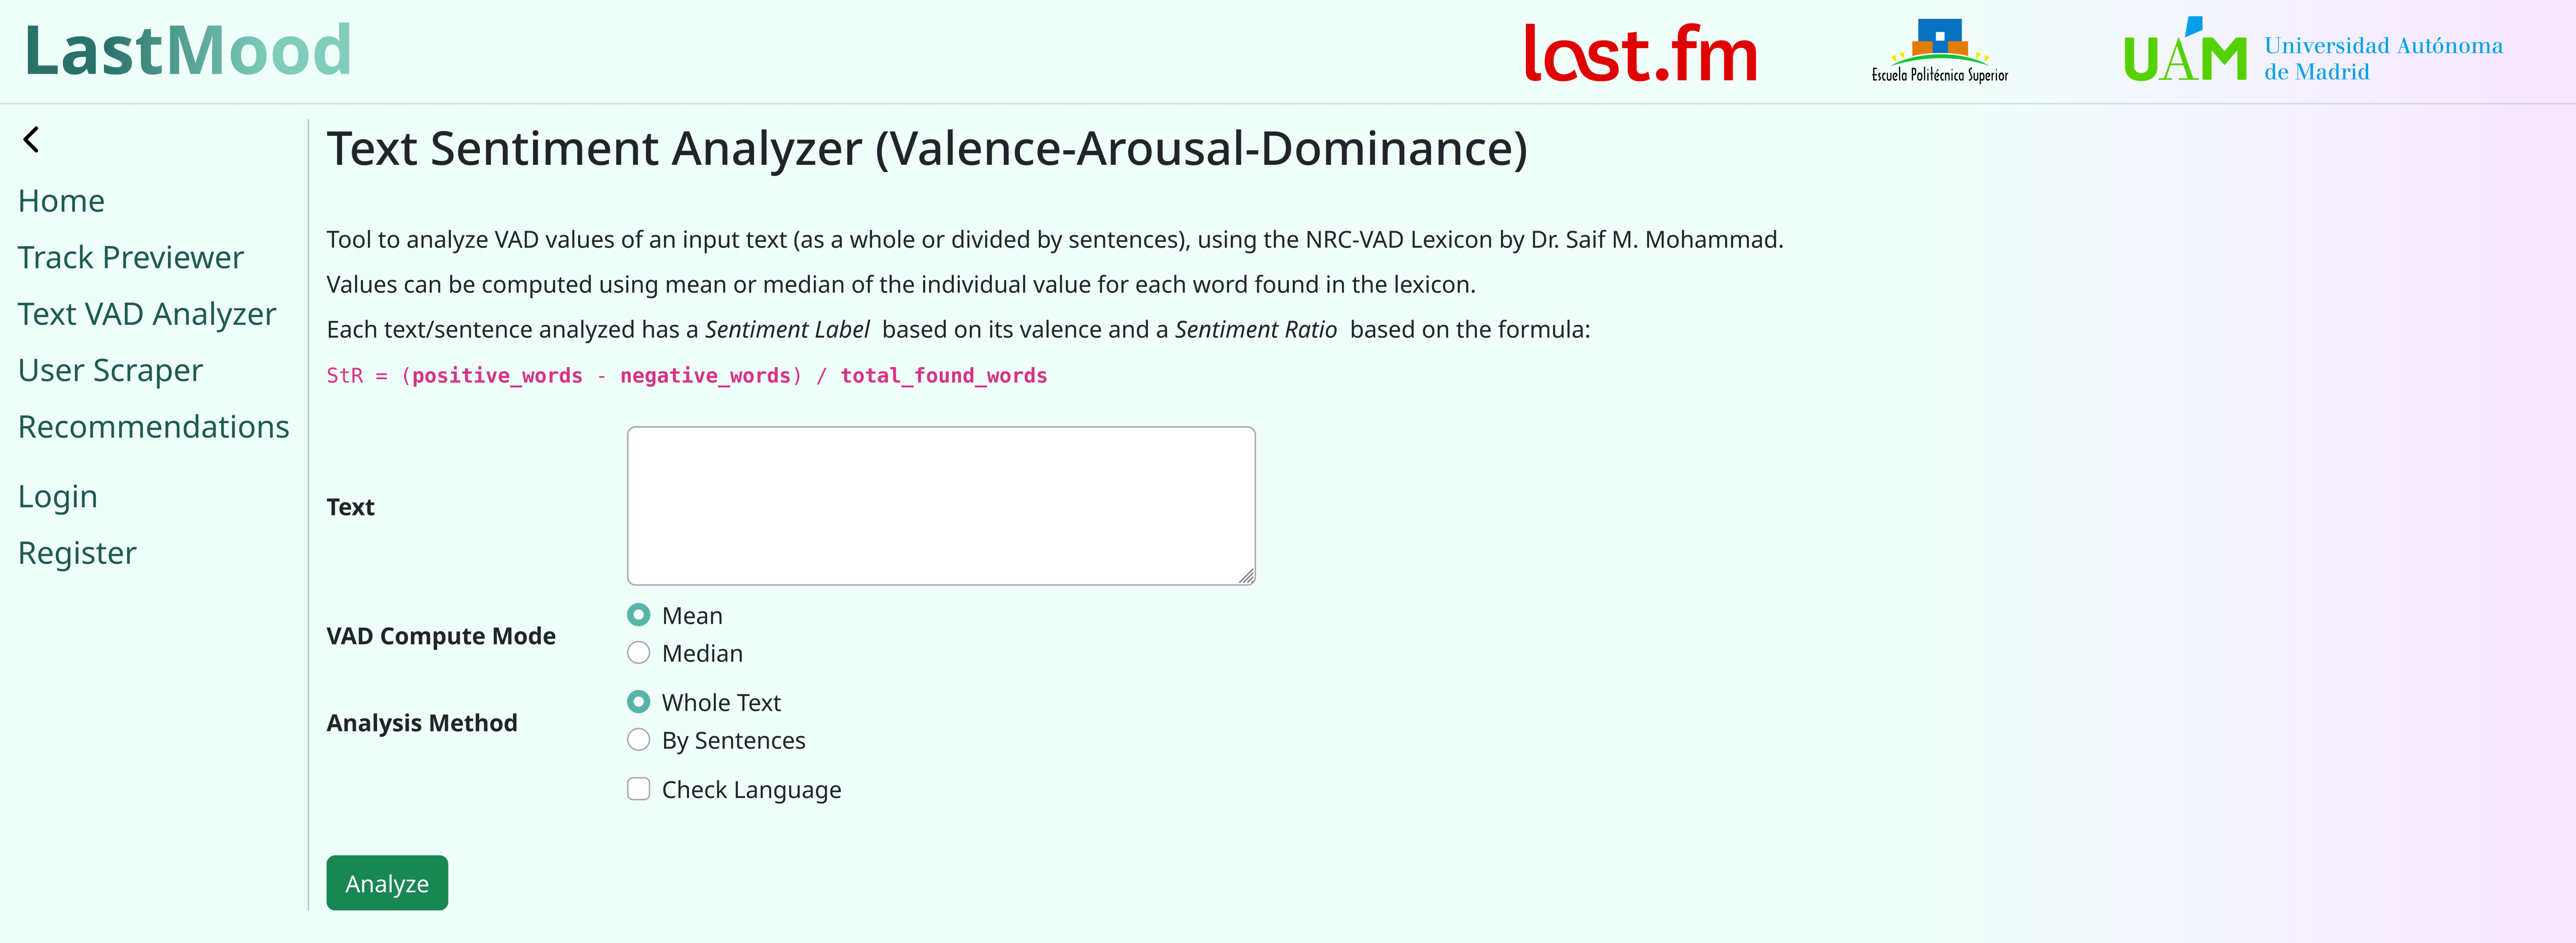 LastMood
last.fm
Escuela Politécnica Superior
UAM
Universidad Autónoma
de Madrid
Home
Track Previewer
Text VAD Analyzer
User Scraper
Recommendations
Login
Register
Text Sentiment Analyzer (Valence-Arousal-Dominance)
Tool to analyze VAD values of an input text (as a whole or divided by sentences), using the NRC-VAD Lexicon by Dr. Saif M. Mohammad.
Values can be computed using mean or median of the individual value for each word found in the lexicon.
Each text/sentence analyzed has a Sentiment Label based on its valence and a Sentiment Ratio based on the formula:
StR = (positive_words - negative_words) / total_found_words
Text
VAD Compute Mode
Mean
Median
Analysis Method
Whole Text
By Sentences
Check Language
Analyze